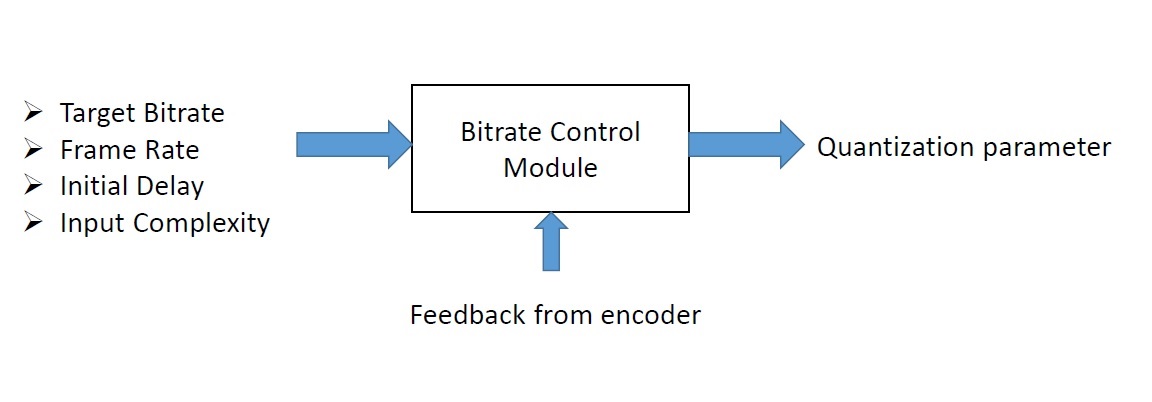 Target Bitrate
Frame Rate
Initial Delay
Input Complexity
Bitrate Control
Module
Quantization parameter
Feedback from encoder